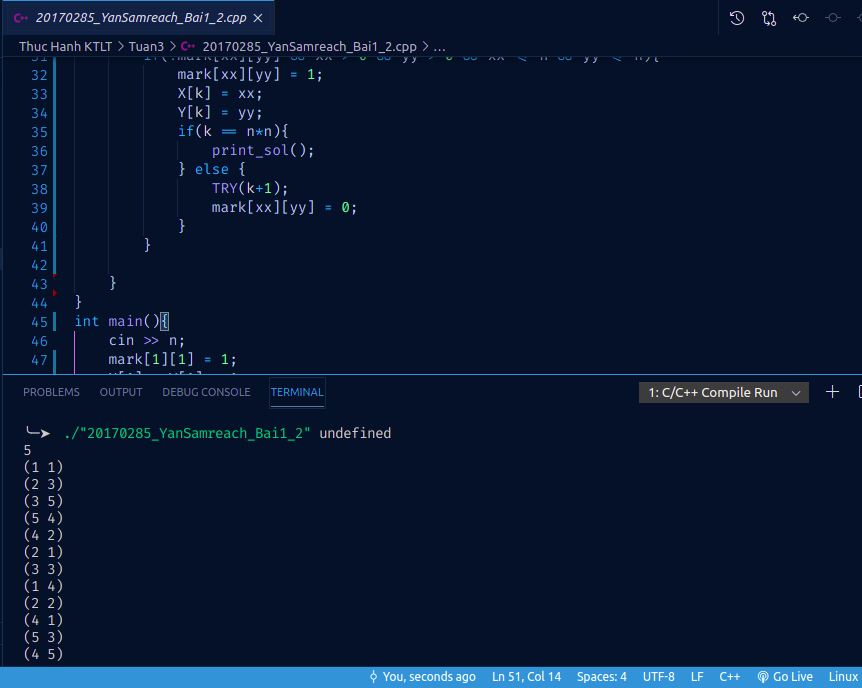 C++ 20170285_YanSamreach_Bai1_2.cpp ×
Thuc Hanh KTLT > Tuan3 > C++ 20170285_YanSamreach_Bai1_2.cpp > ...
31
32 mark[xx][yy] = 1;
33 X[k] = xx;
34 Y[k] = yy;
35 if(k == n*n){
36 print_sol();
37 } else {
38 TRY(k+1);
39 mark[xx][yy] = 0;
40 }
41 }
42
43 }
44 }
45 int main(){
46 cin >> n;
47 mark[1][1] = 1;
PROBLEMS OUTPUT DEBUG CONSOLE TERMINAL 1: C/C++ Compile Run
./"20170285_YanSamreach_Bai1_2" undefined
5
(1 1)
(2 3)
(3 5)
(5 4)
(4 2)
(2 1)
(3 3)
(1 4)
(2 2)
(4 1)
(5 3)
(4 5)
You, seconds ago Ln 51, Col 14 Spaces: 4 UTF-8 LF C++ Go Live Linux